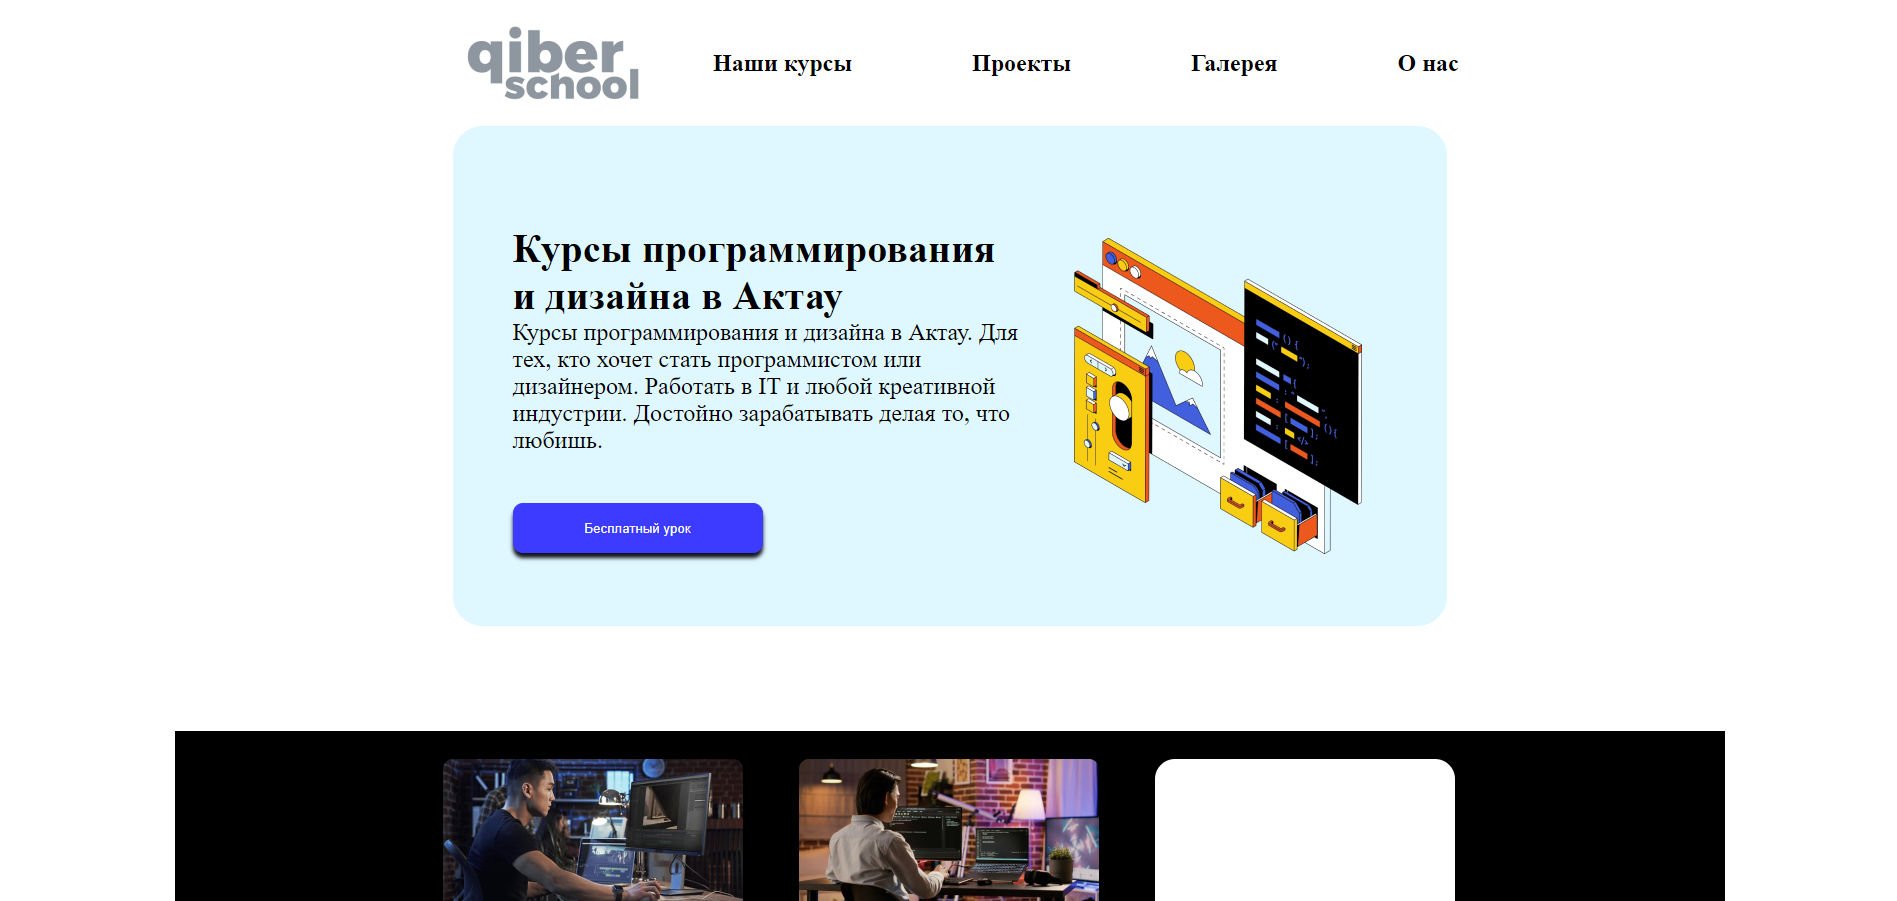 qiber
school
Наши курсы
Проекты
Галерея
О нас
Курсы программирования
и дизайна в Актау
Курсы программирования и дизайна в Актау. Для
тех, кто хочет стать программистом или
дизайнером. Работать в IT и любой креативной
индустрии. Достойно зарабатывать делая то, что
любишь.
Бесплатный урок